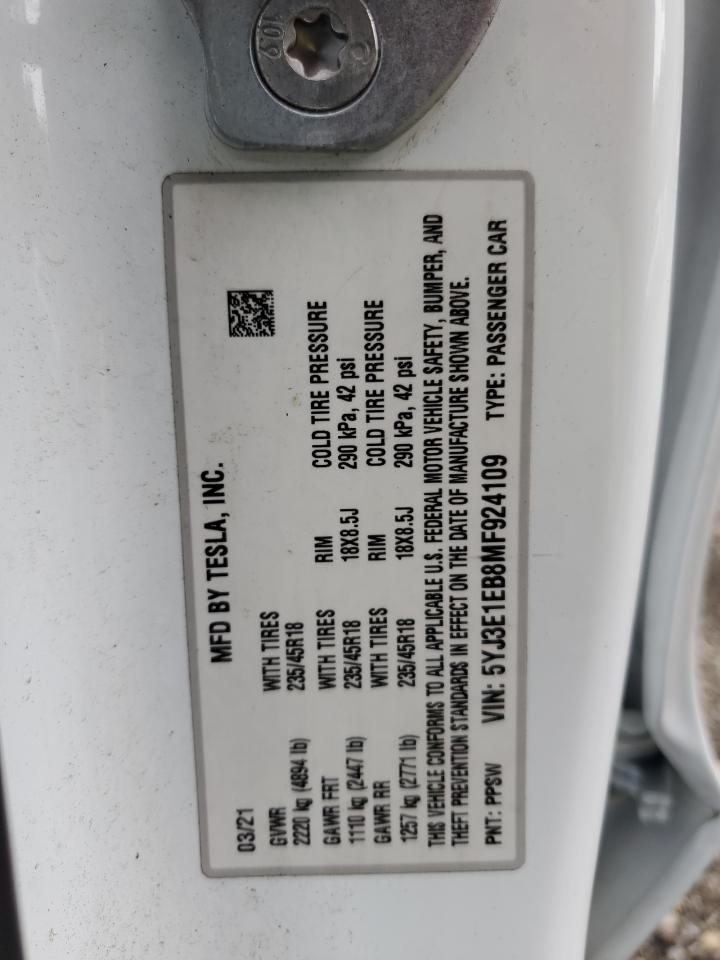 C
10.9
MFD BY TESLA, INC.
03/21
GVWR WITH TIRES
2220 kg (4894 lb) 235/45R18
GAWR FRT WITH TIRES RIM COLD TIRE PRESSURE
1110 kg (2447 lb) 235/45R18 18X8.5J 290 kPa, 42 psi
GAWR RR WITH TIRES RIM COLD TIRE PRESSURE
1257 kg (2771 lb) 235/45R18 18X8.5J 290 kPa, 42 psi
THIS VEHICLE CONFORMS TO ALL APPLICABLE U.S. FEDERAL MOTOR VEHICLE SAFETY, BUMPER, AND
THEFT PREVENTION STANDARDS IN EFFECT ON THE DATE OF MANUFACTURE SHOWN ABOVE.
PNT: PPSW VIN: 5YJ3E1EB8MF924109 TYPE: PASSENGER CAR